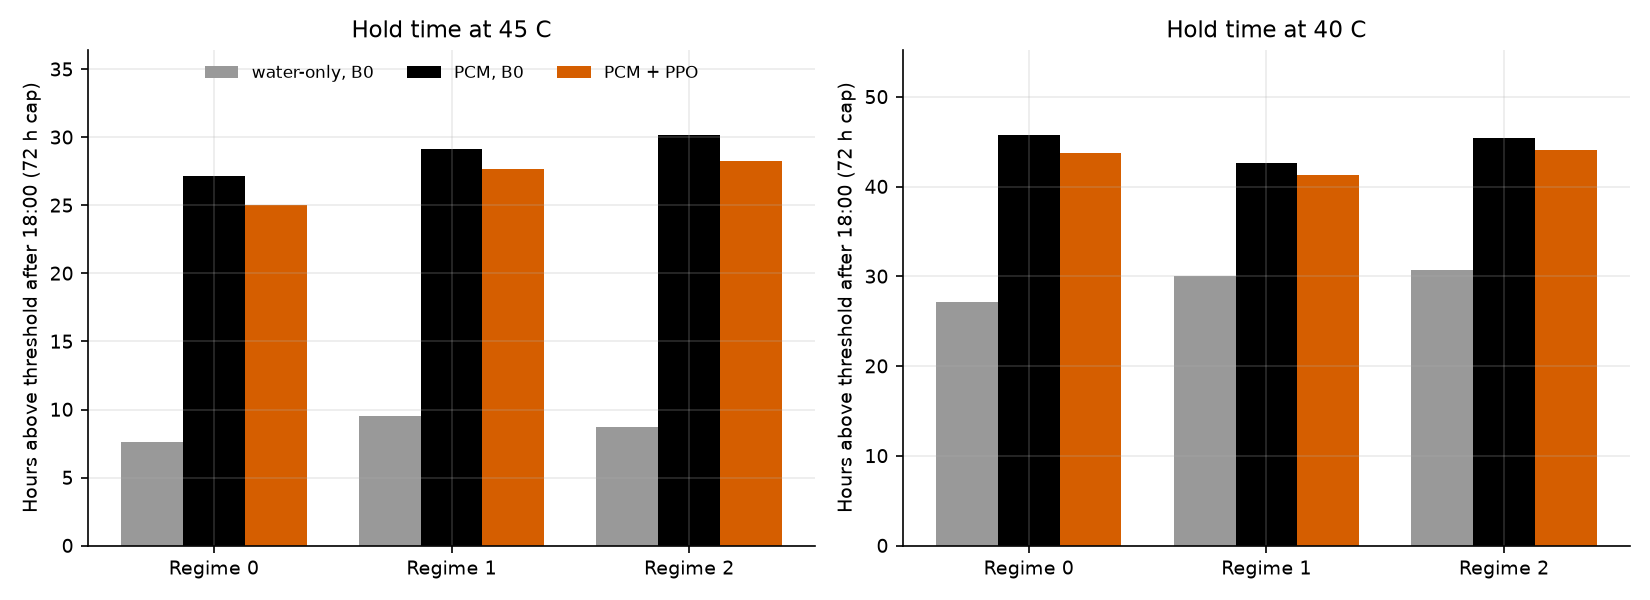 Hold time at 45 C
Hours above threshold after 18:00 (72 h cap)
35
30
25
20
15
10
5
0
water-only, B0
PCM, B0
PCM + PPO
Regime 0
Regime 1
Regime 2
Hold time at 40 C
Hours above threshold after 18:00 (72 h cap)
50
40
30
20
10
0
Regime 0
Regime 1
Regime 2